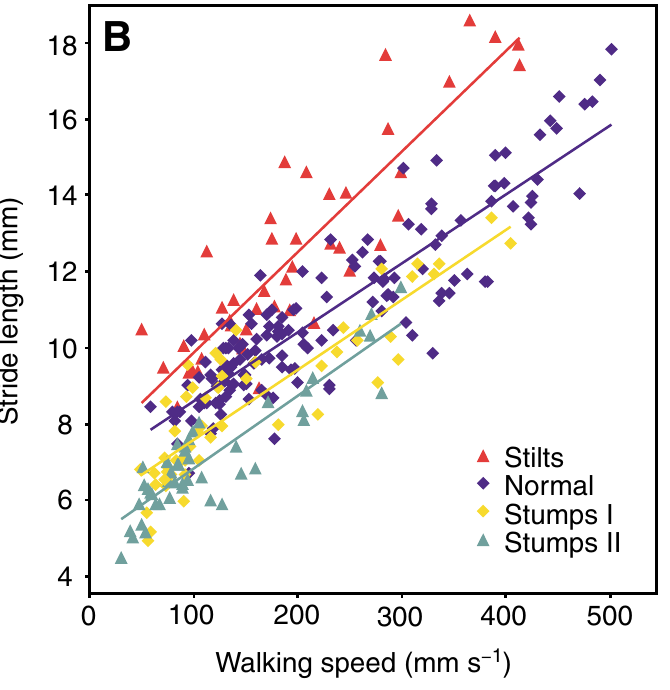 B
Stride length (mm)
18
16
14
12
10
8
6
4
0
100
200
300
400
500
Walking speed (mm s⁻¹)
Stilts
Normal
Stumps I
Stumps II